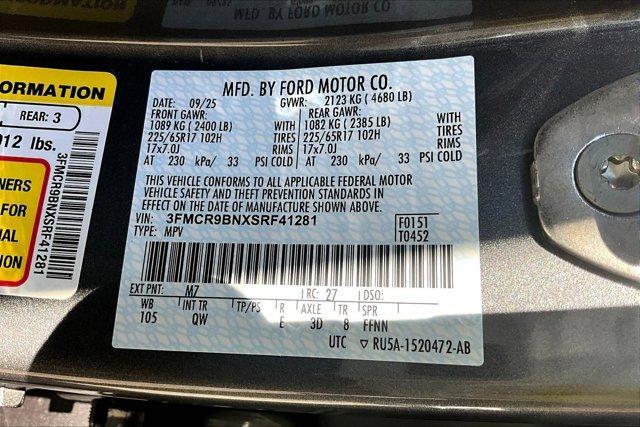 ORMATION
REAR: 3
012 lbs.
NERS
FOR
3FMCR9BNXSRF41281
MFD. BY FORD MOTOR CO.
DATE: 09/25 GVWR: 2123 KG ( 4680 LB)
FRONT GAWR: REAR GAWR:
1089 KG ( 2400 LB) WITH 1082 KG ( 2385 LB) WITH
225/65R17 102H TIRES 225/65R17 102H TIRES
17x7.0J RIMS 17x7.0J RIMS
AT 230 kPa/ 33 PSI COLD AT 230 kPa/ 33 PSI COLD
THIS VEHICLE CONFORMS TO ALL APPLICABLE FEDERAL MOTOR
VEHICLE SAFETY AND THEFT PREVENTION STANDARDS IN
EFFECT ON THE DATE OF MANUFACTURE SHOWN ABOVE.
VIN: 3FMCR9BNXSRF41281 F0151
TYPE: MPV T0452
EXT PNT: M7 RC: 27 DSO:
WB INT TR TP/PS R AXLE TR SPR
105 QW E 3D 8 FFNN
UTC RU5A-1520472-AB